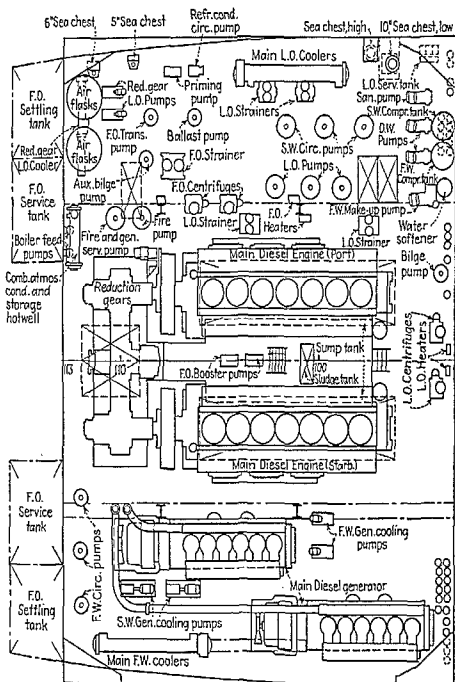 6" Sea chest
5" Sea chest
Refr. cond.
circ. pump
Sea chest, high
10" Sea chest, low
Main L.O. Coolers
Priming
pump
F.O.
Settling
tank
Air
flasks
Red. gear
L.O. Pumps
L.O. Strainers
L.O. Serv. tank
San. pump
S.W. Compr. tank
D.W.
Pumps
F.O. Trans.
pump
Ballast pump
S.W. Circ. pumps
Red. gear
L.O. Cooler
Air
flasks
F.O. Strainer
L.O. Pumps
F.W.
Compr. tank
F.O.
Service
tank
Aux. bilge
pump
F.O. Centrifuges
F.O.
Heaters
F.W. Make-up pump
Water
softener
Boiler feed
pumps
Fire
pump
L.O. Strainer
L.O. Strainer
Fire and gen.
serv. pump
Main Diesel Engine (Port)
Bilge
pump
Comb. atmos.
cond. and
storage
hotwell
Reduction
gears
110
F.O. Booster pumps
Sump tank
100
Sludge tank
L.O. Centrifuges
L.O. Heaters
Main Diesel Engine (Starb.)
F.O.
Service
tank
F.W. Circ. pumps
F.W. Gen. cooling
pumps
F.O.
Settling
tank
S.W. Gen. cooling pumps
Main Diesel generator
Main F.W. coolers